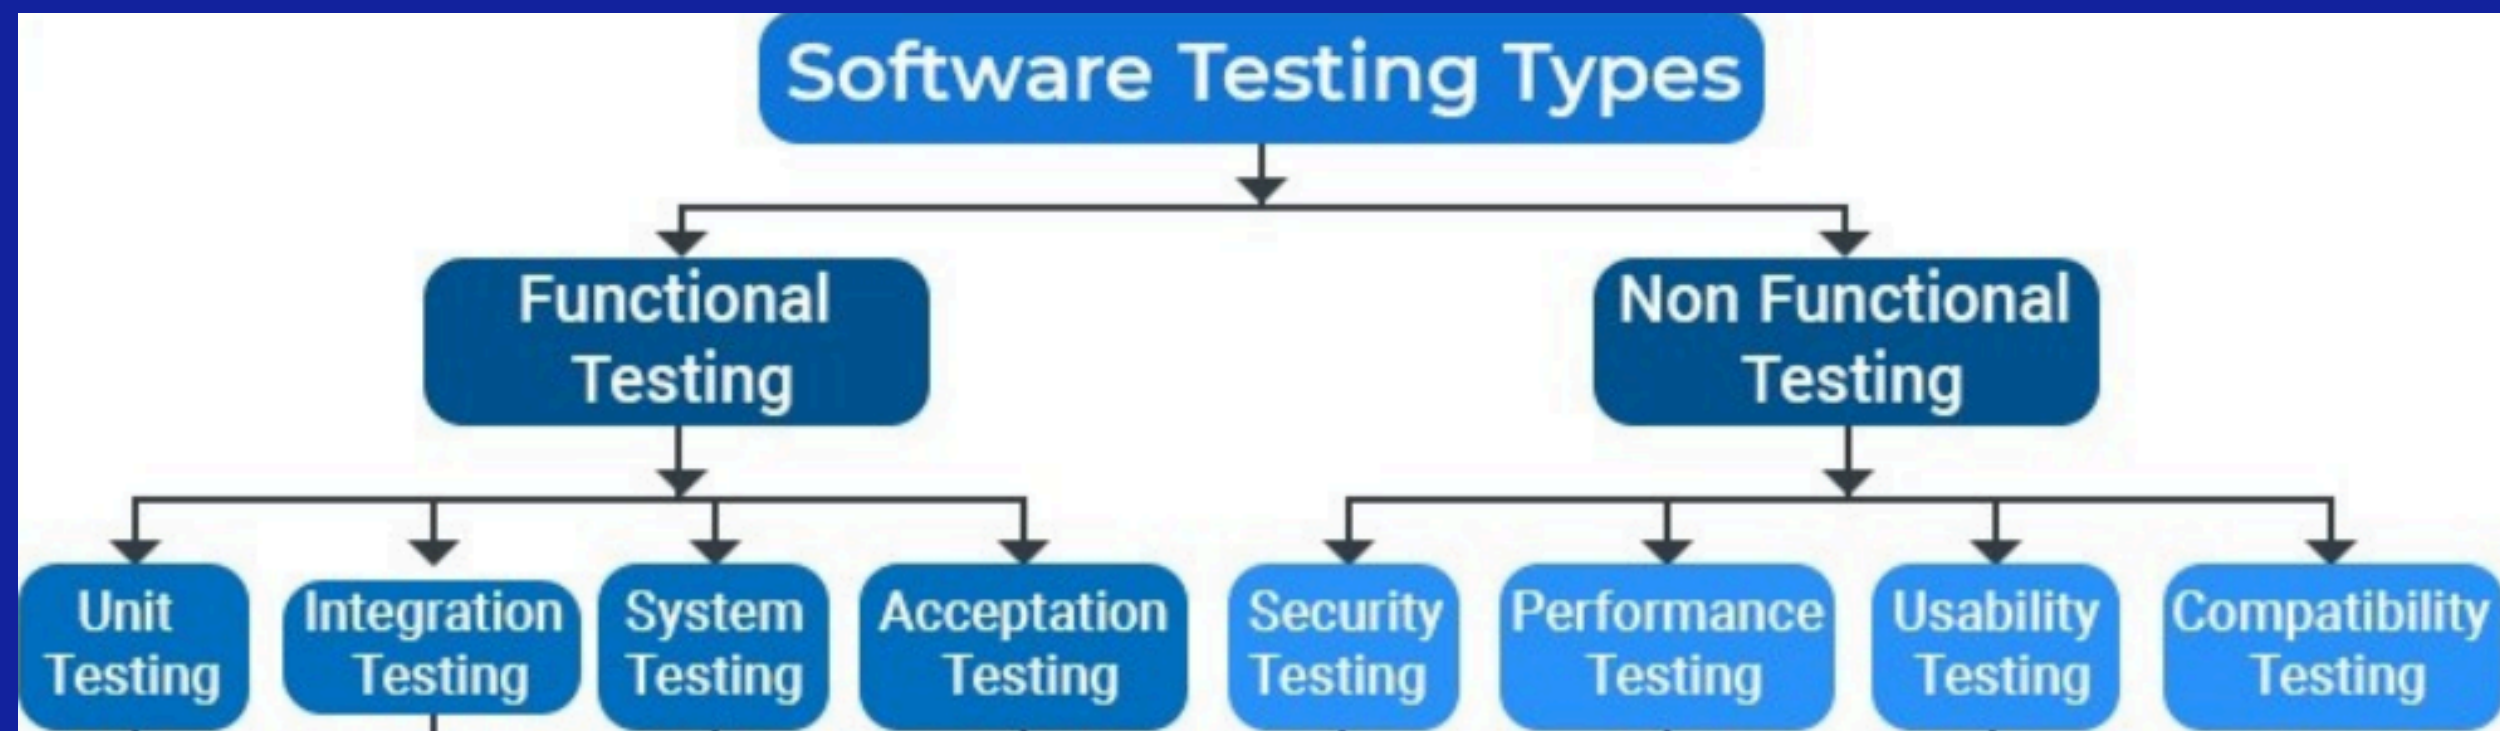 Software Testing Types
Functional
Testing
Non Functional
Testing
Unit
Testing
Integration
Testing
System
Testing
Acceptation
Testing
Security
Testing
Performance
Testing
Usability
Testing
Compatibility
Testing